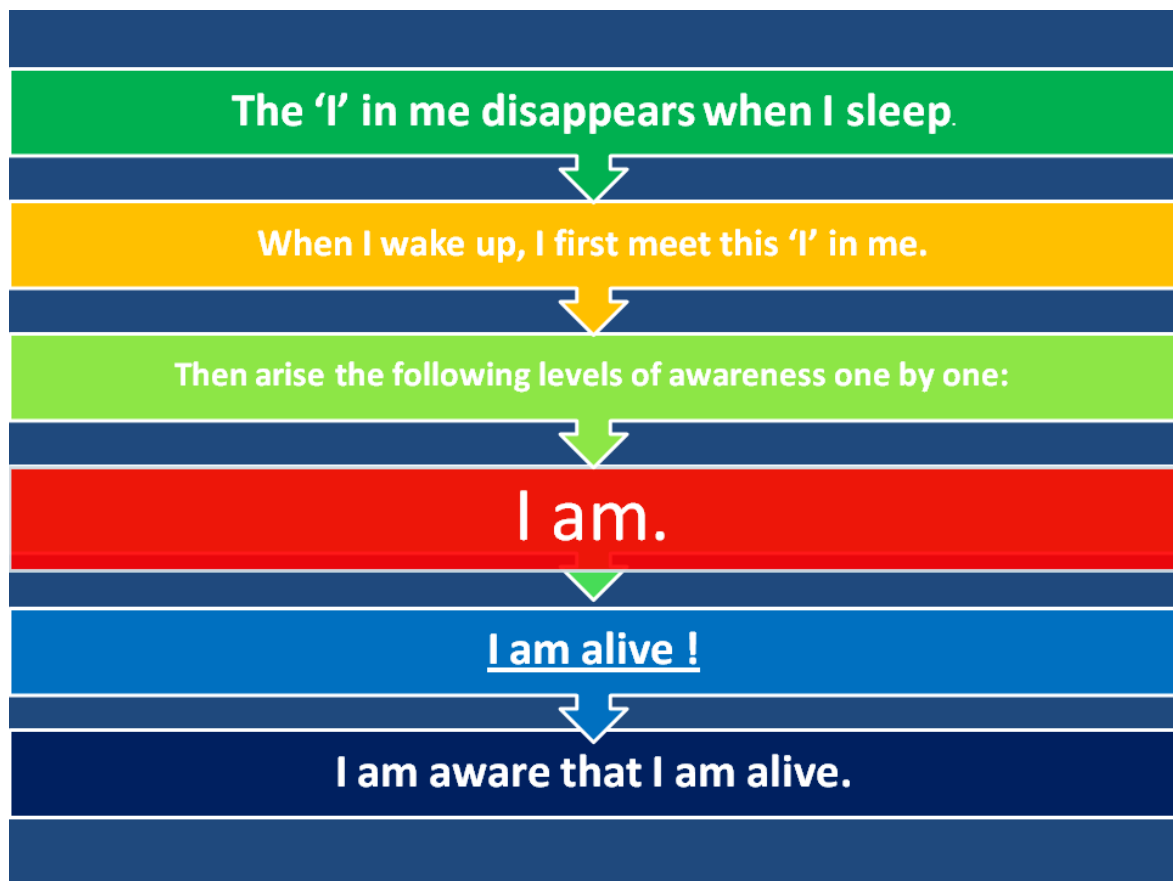 The ‘I’ in me disappears when I sleep.
When I wake up, I first meet this ‘I’ in me.
Then arise the following levels of awareness one by one:
I am.
I am alive !
I am aware that I am alive.